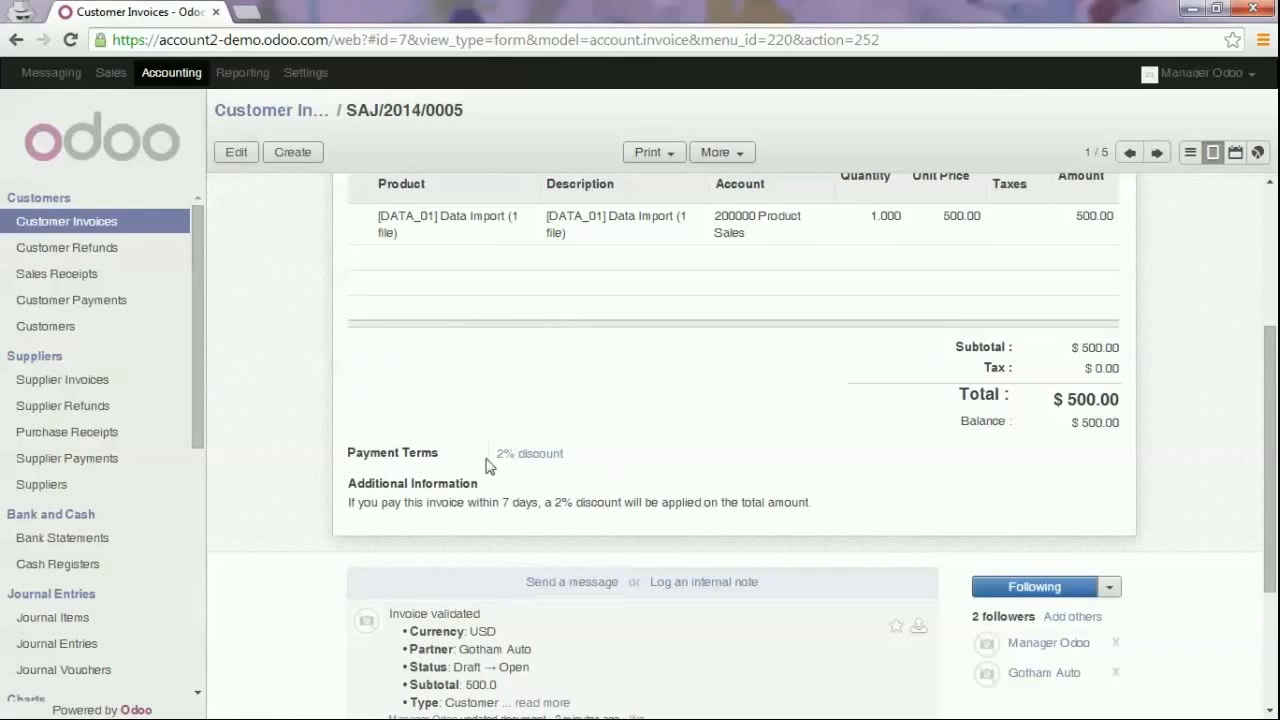 Customer Invoices - Odo
https://account2-demo.odoo.com/web?#id=7&view_type=form&model=account.invoice&menu_id=220&action=252
Messaging Sales Accounting Reporting Settings Manager Odoo
odoo
Customer In... / SAJ/2014/0005
Edit Create Print More 1 / 5
Customers
Customer Invoices
Customer Refunds
Sales Receipts
Customer Payments
Customers
Suppliers
Supplier Invoices
Supplier Refunds
Purchase Receipts
Supplier Payments
Suppliers
Bank and Cash
Bank Statements
Cash Registers
Journal Entries
Journal Items
Journal Entries
Journal Vouchers
Charts
Powered by Odoo
Product Description Account Quantity Unit Price Taxes Amount
[DATA_01] Data Import (1 [DATA_01] Data Import (1 200000 Product 1.000 500.00 500.00
file) file) Sales
Subtotal : $ 500.00
Tax : $ 0.00
Total : $ 500.00
Balance : $ 500.00
Payment Terms 2% discount
Additional Information
If you pay this invoice within 7 days, a 2% discount will be applied on the total amount.
Send a message or Log an internal note
Invoice validated
• Currency: USD
• Partner: Gotham Auto
• Status: Draft → Open
• Subtotal: 500.0
• Type: Customer ... read more
Manager Odoo updated document · 2 minutes ago · like
Following
2 followers Add others
Manager Odoo X
Gotham Auto X